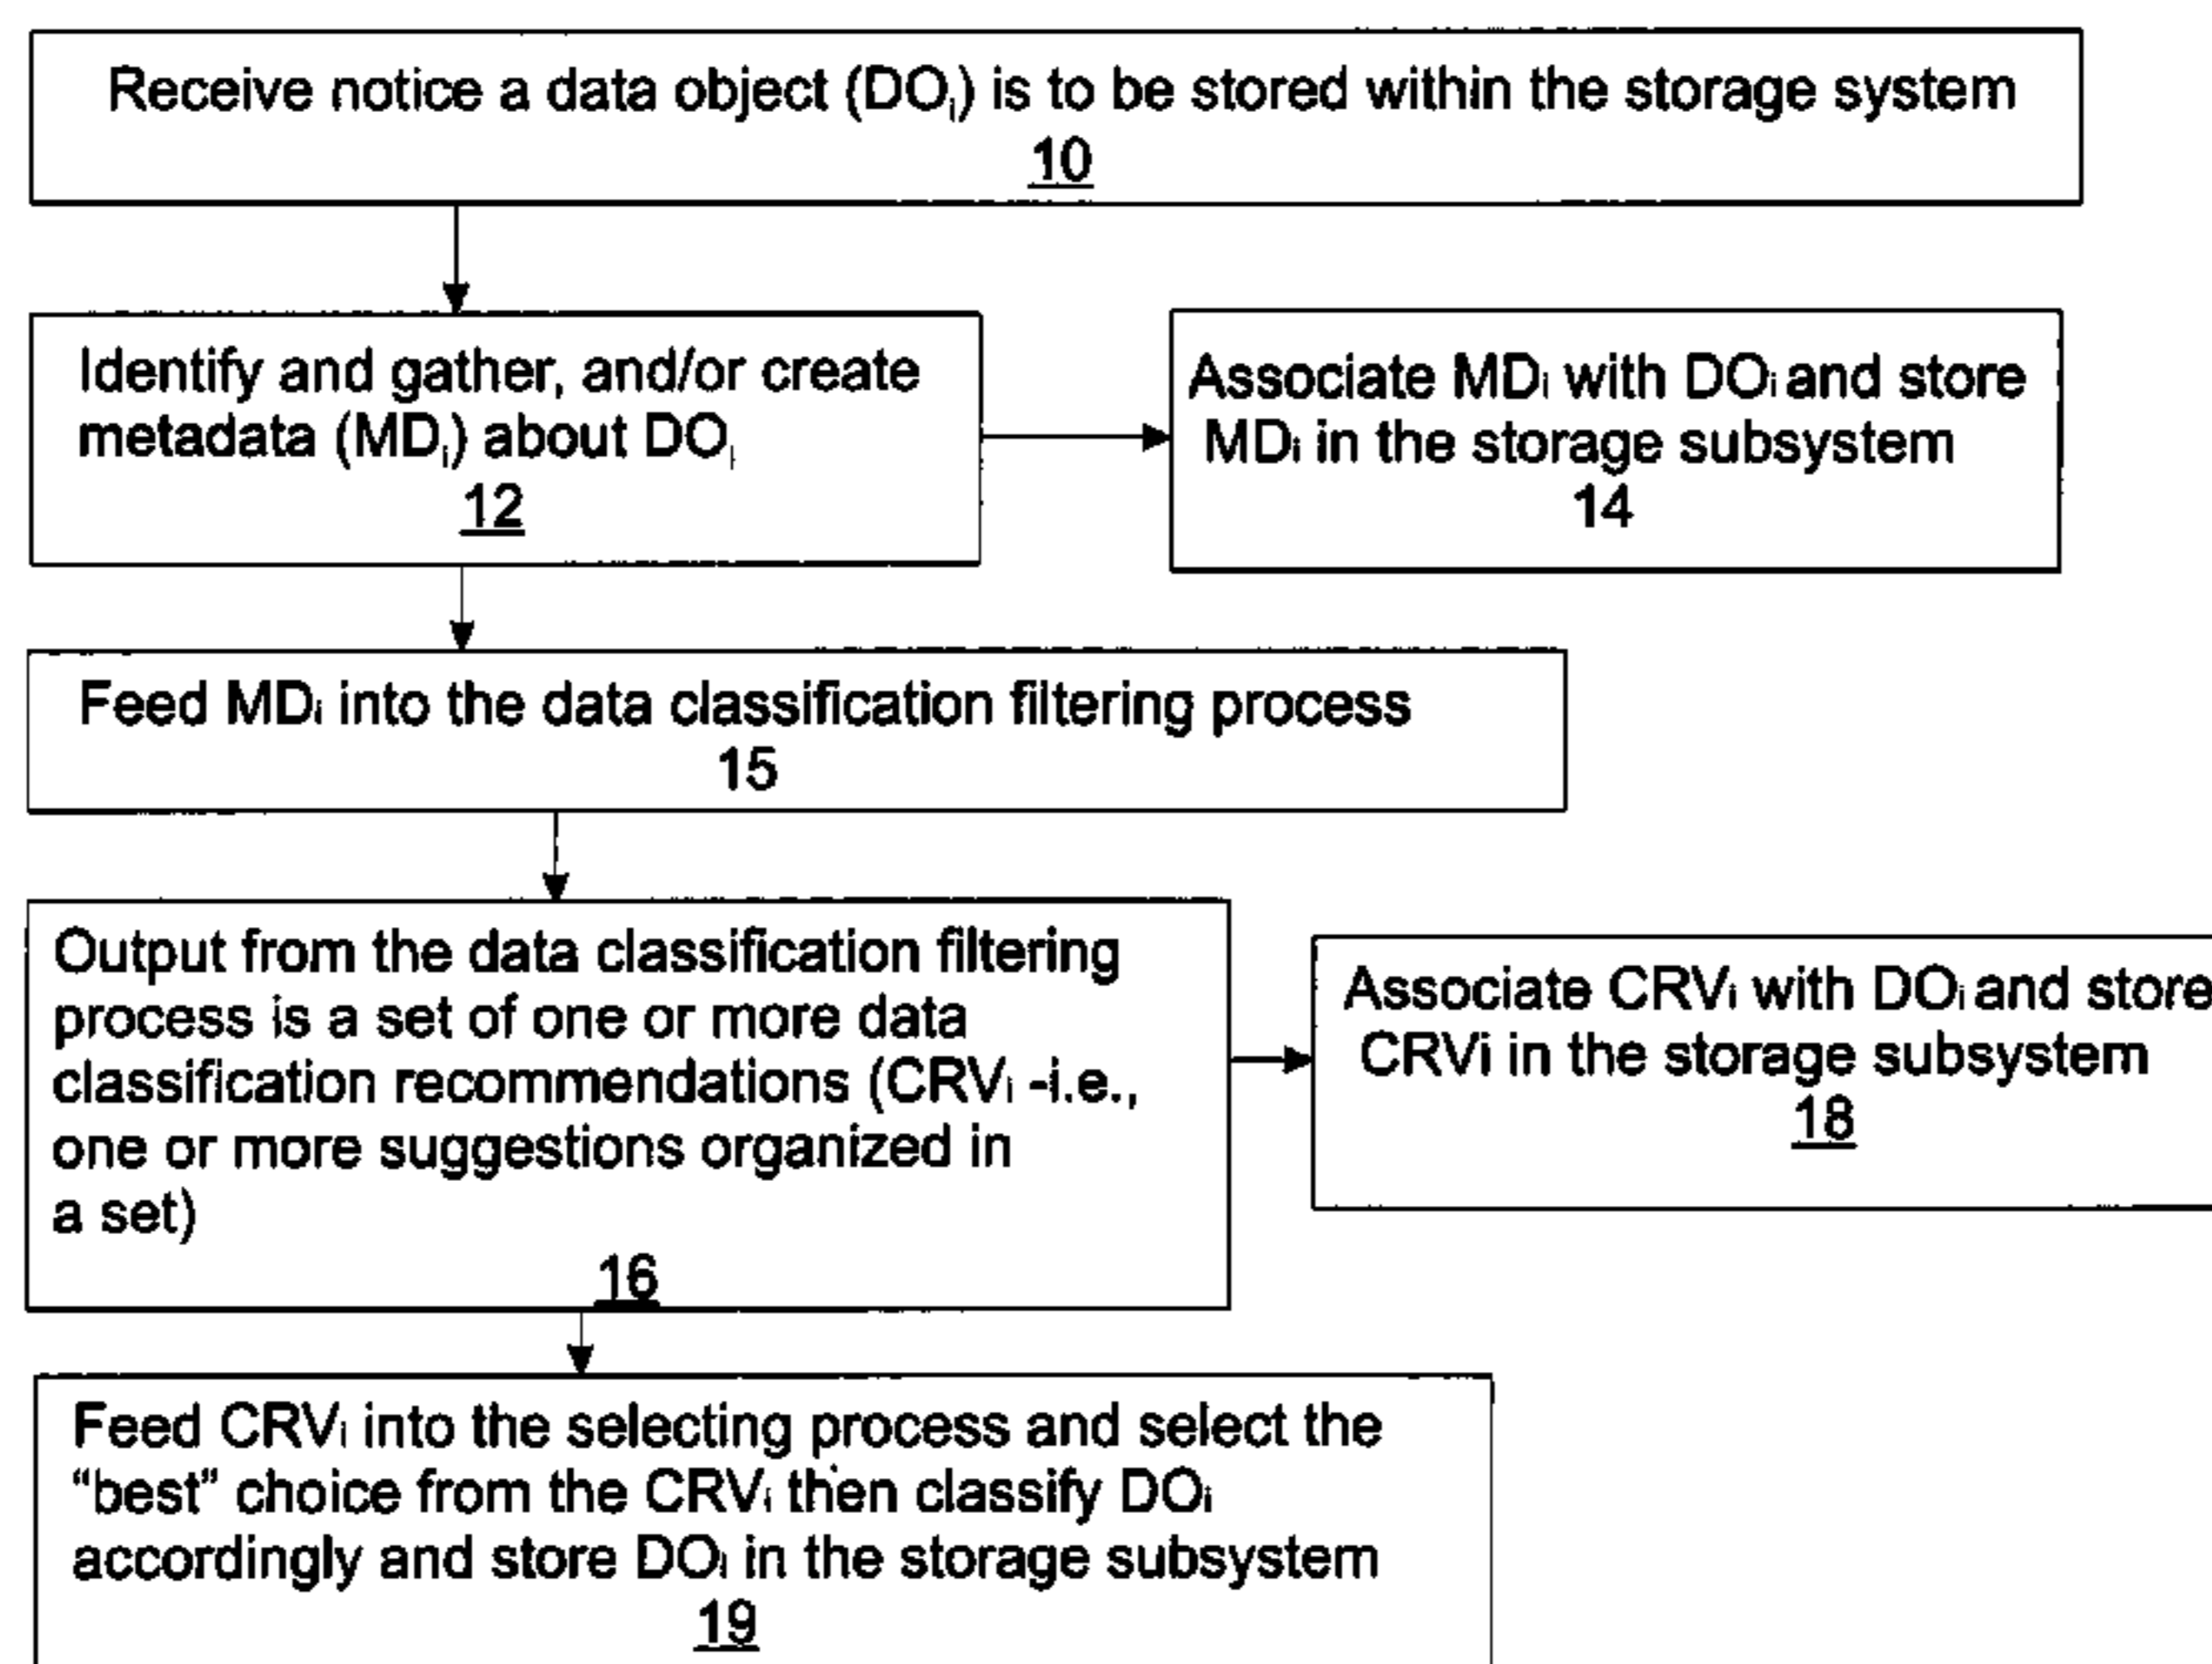 Receive notice a data object (DOi) is to be stored within the storage system
10
Identify and gather, and/or create
metadata (MDi) about DOi
12
Associate MDi with DOi and store
MDi in the storage subsystem
14
Feed MDi into the data classification filtering process
15
Output from the data classification filtering
process is a set of one or more data
classification recommendations (CRVi -i.e.,
one or more suggestions organized in
a set)
16
Associate CRVi with DOi and store
CRVi in the storage subsystem
18
Feed CRVi into the selecting process and select the
“best” choice from the CRVi then classify DOi
accordingly and store DOi in the storage subsystem
19